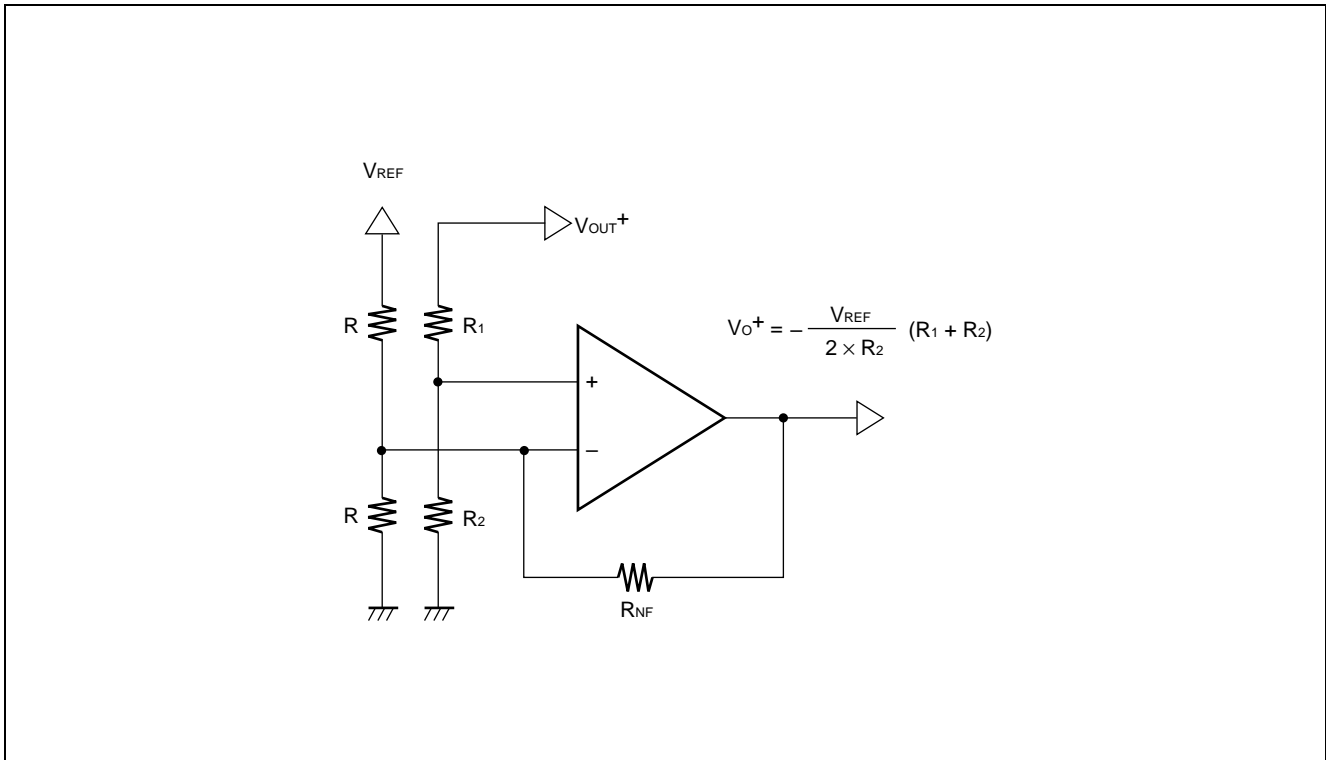 VREF
VOUT+
R
R1
VO+ = – VREF / 2 × R2 (R1 + R2)
+
–
R
R2
RNF